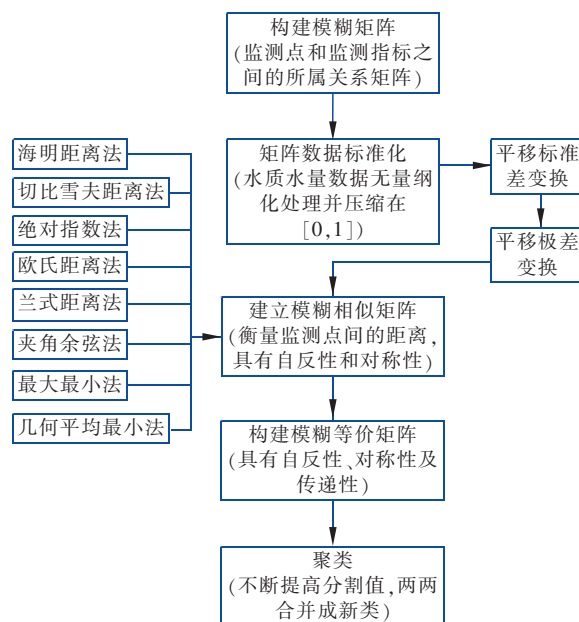 构建模糊矩阵
(监测点和监测指标之
间的所属关系矩阵)
海明距离法
切比雪夫距离法
绝对指数法
欧氏距离法
兰式距离法
夹角余弦法
最大最小法
几何平均最小法
矩阵数据标准化
(水质水量数据无量纲
化处理并压缩在
[0,1])
平移标准
差变换
平移极差
变换
建立模糊相似矩阵
(衡量监测点间的距离,
具有自反性和对称性)
构建模糊等价矩阵
(具有自反性、对称性及
传递性)
聚类
(不断提高分割值,两两
合并成新类)